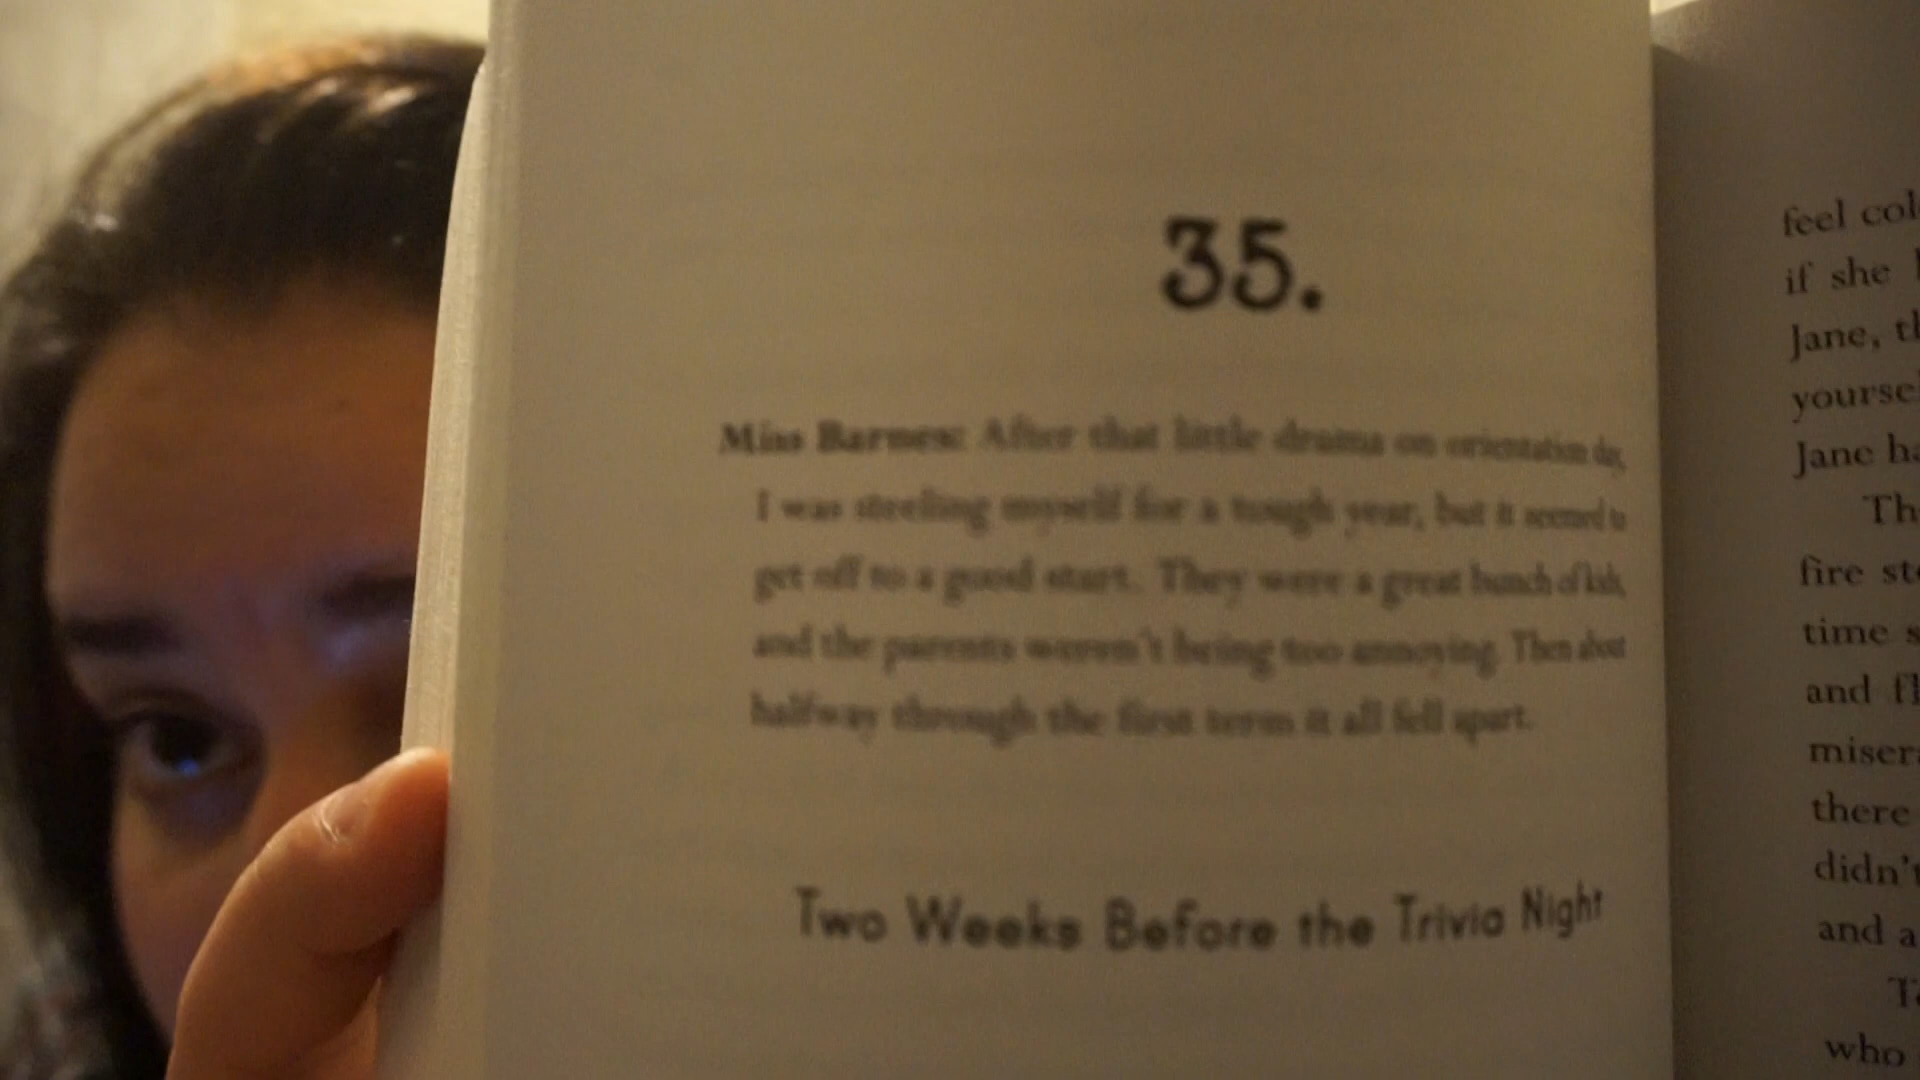 35.
Miss Barnes: After that little drama on orientation day,
I was steeling myself for a tough year, but it seemed to
get off to a good start. They were a great bunch of kids,
and the parents weren't being too annoying. Then about
halfway through the first term it all fell apart.
Two Weeks Before the Trivia Night
feel
if she
Jane,
Jane
fire
time
and
there
didn't
and
who